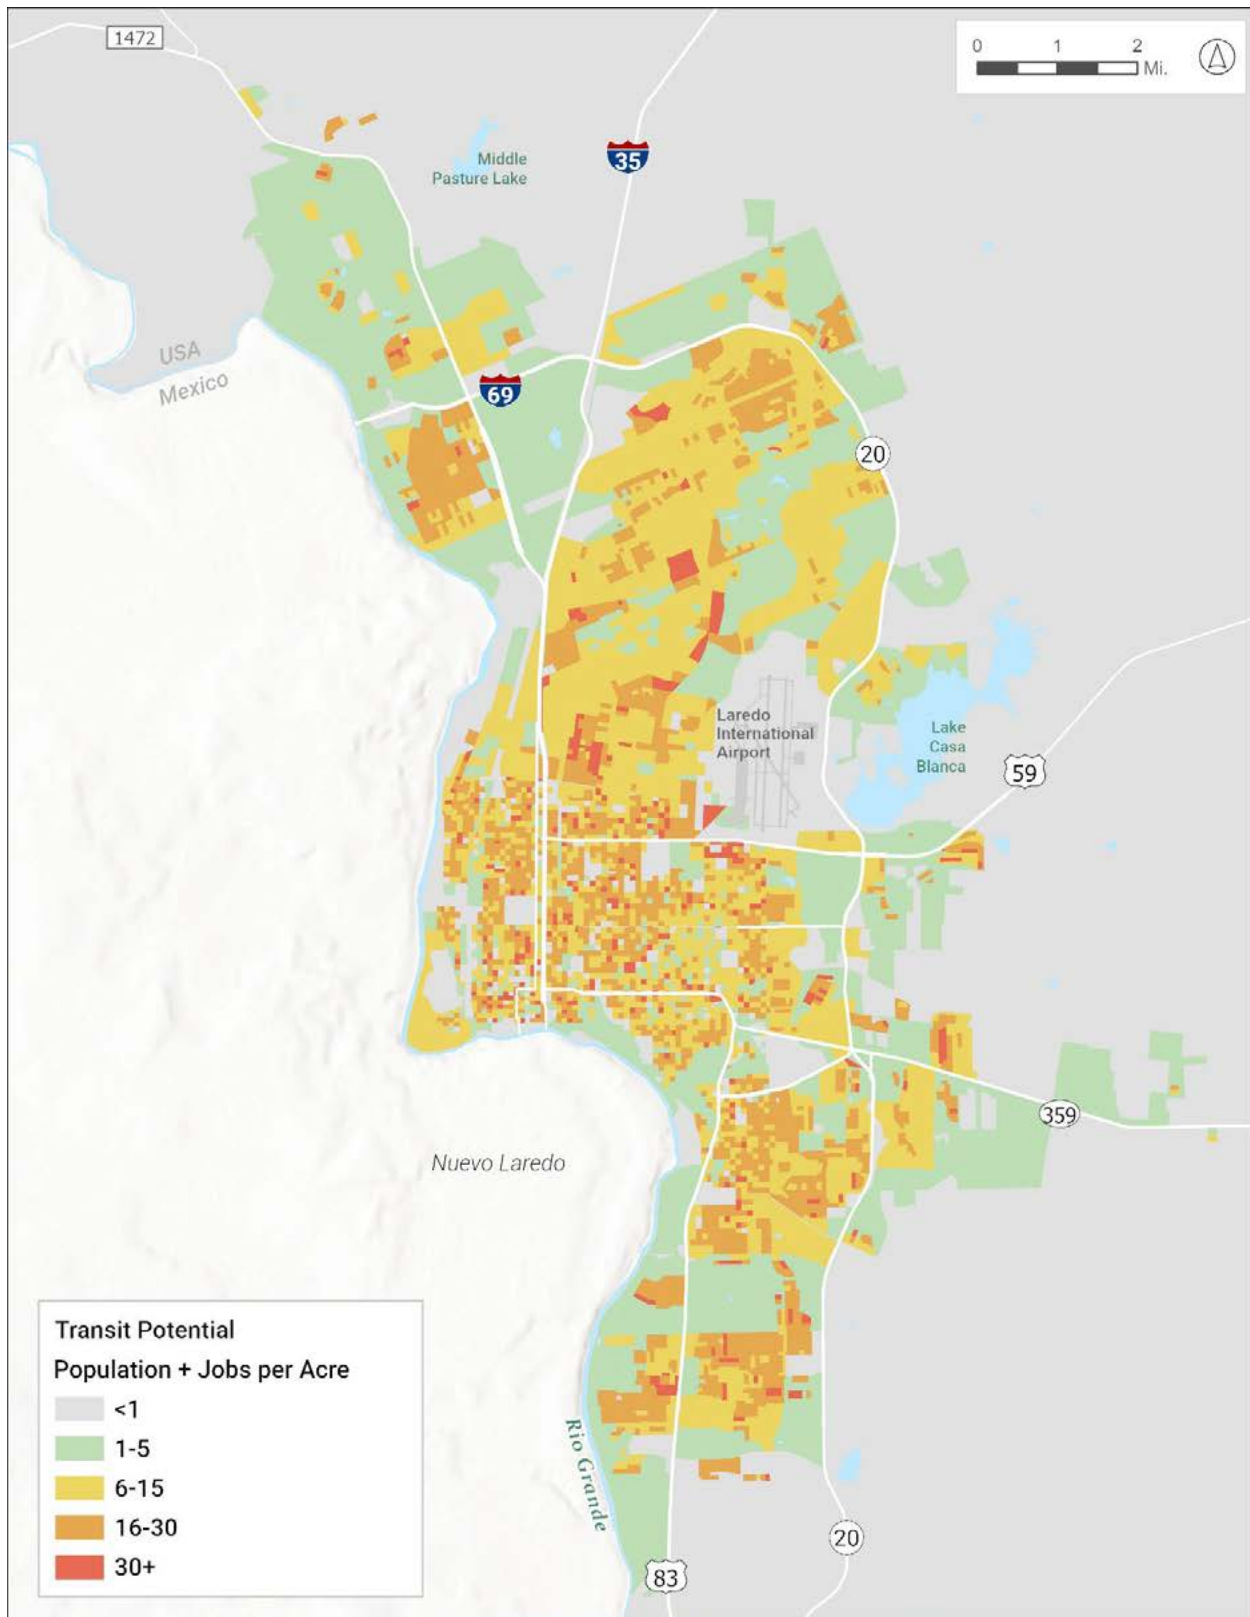 1472
0 1 2
Mi.
35
Middle
Pasture Lake
USA
Mexico
69
20
Laredo
International
Airport
Lake
Casa
Blanca
59
359
Nuevo Laredo
Transit Potential
Population + Jobs per Acre
<1
1-5
6-15
16-30
30+
Rio Grande
20
83